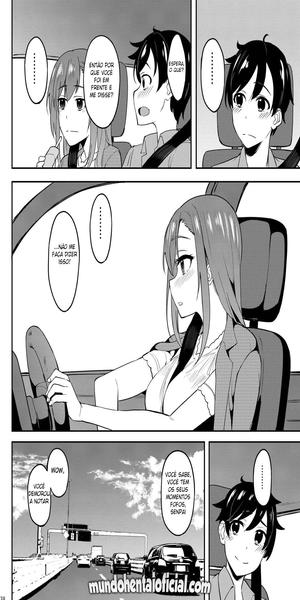 .......
ESPERA
O QUE?
ENTÃO POR
QUE VOCÊ FOI
EM FRENTE
E ME DISSE?
.......
.......
...NÃO ME
FAÇA DIZER
ISSO!
.......
.......
VOCÊ SABE,
VOCÊ TEM
OS SEUS
MOMENTOS
FOFOS,
SENPAI
WOW,
VOCÊ
DEMOROU
A NOTAR
mundohentaioficial.com